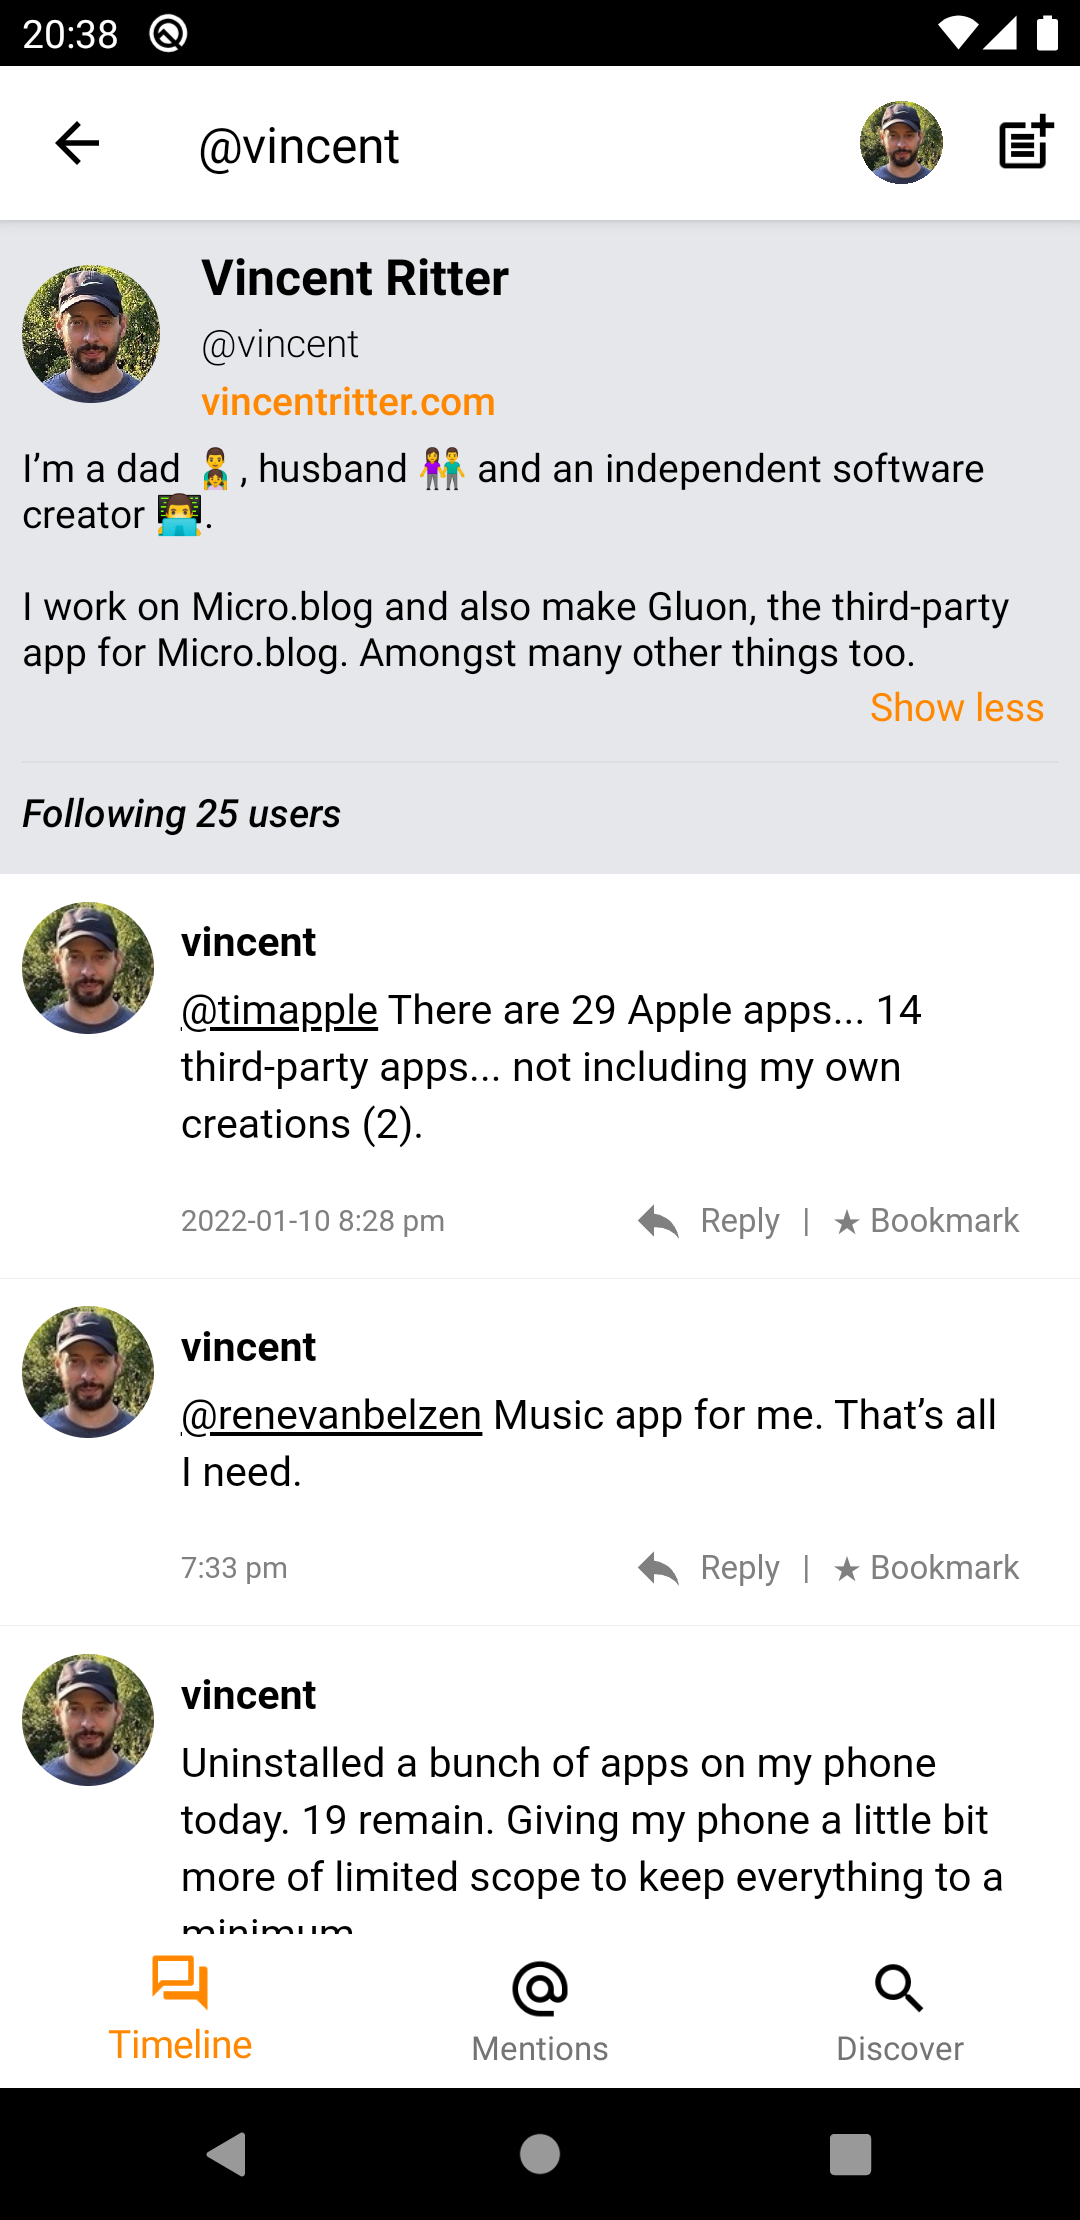 20:38
@vincent
Vincent Ritter
@vincent
vincentritter.com
I’m a dad 👨‍👧, husband 👫 and an independent software
creator 👨‍💻.
I work on Micro.blog and also make Gluon, the third-party
app for Micro.blog. Amongst many other things too.
Show less
Following 25 users
vincent
@timapple There are 29 Apple apps... 14
third-party apps... not including my own
creations (2).
2022-01-10 8:28 pm
Reply | ★ Bookmark
vincent
@renevanbelzen Music app for me. That’s all
I need.
7:33 pm
Reply | ★ Bookmark
vincent
Uninstalled a bunch of apps on my phone
today. 19 remain. Giving my phone a little bit
more of limited scope to keep everything to a
minimum
Timeline
Mentions
Discover